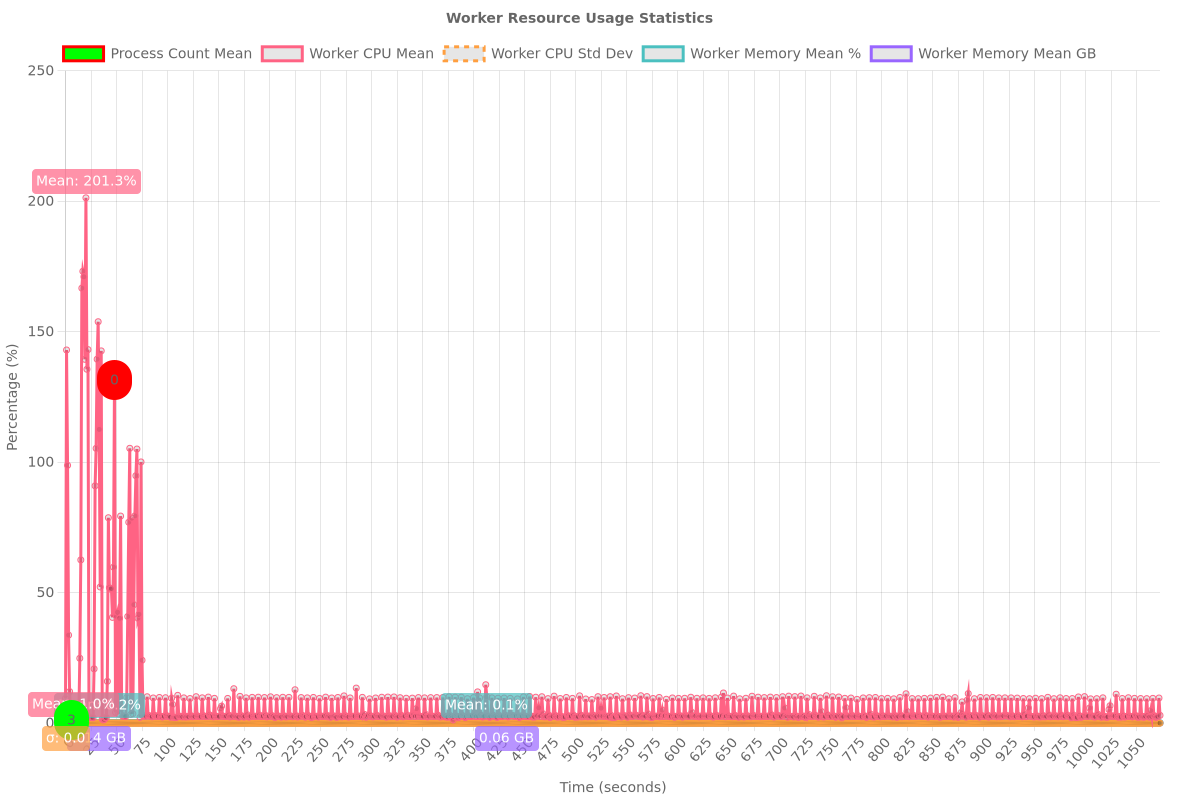 Worker Resource Usage Statistics
Process Count Mean Worker CPU Mean Worker CPU Std Dev Worker Memory Mean % Worker Memory Mean GB
250
Mean: 201.3%
200
150
0
100
50
Mean: 0.1%
3
0
0.06 GB
75 100 125 150 175 200 225 250 275 300 325 350 375 400 425 450 475 500 525 550 575 600 625 650 675 700 725 750 775 800 825 850 875 900 925 950 975 1000 1025 1050
Percentage (%)
Time (seconds)